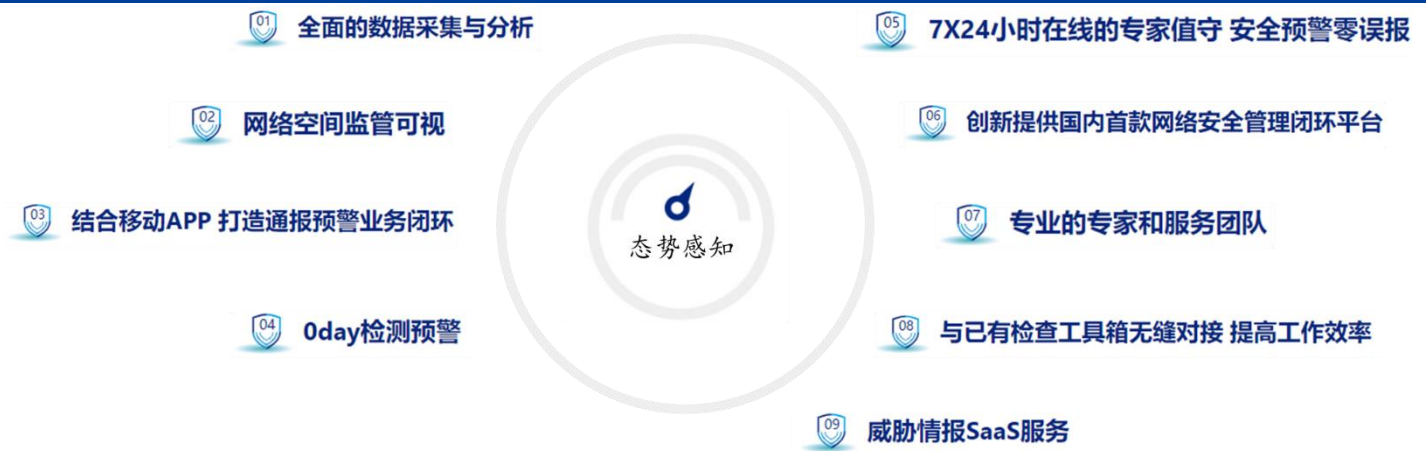 01 全面的数据采集与分析
02 网络空间监管可视
03 结合移动APP 打造通报预警业务闭环
04 0day检测预警
态势感知
05 7X24小时在线的专家值守 安全预警零误报
06 创新提供国内首款网络安全管理闭环平台
07 专业的专家和服务团队
08 与已有检查工具箱无缝对接 提高工作效率
09 威胁情报SaaS服务